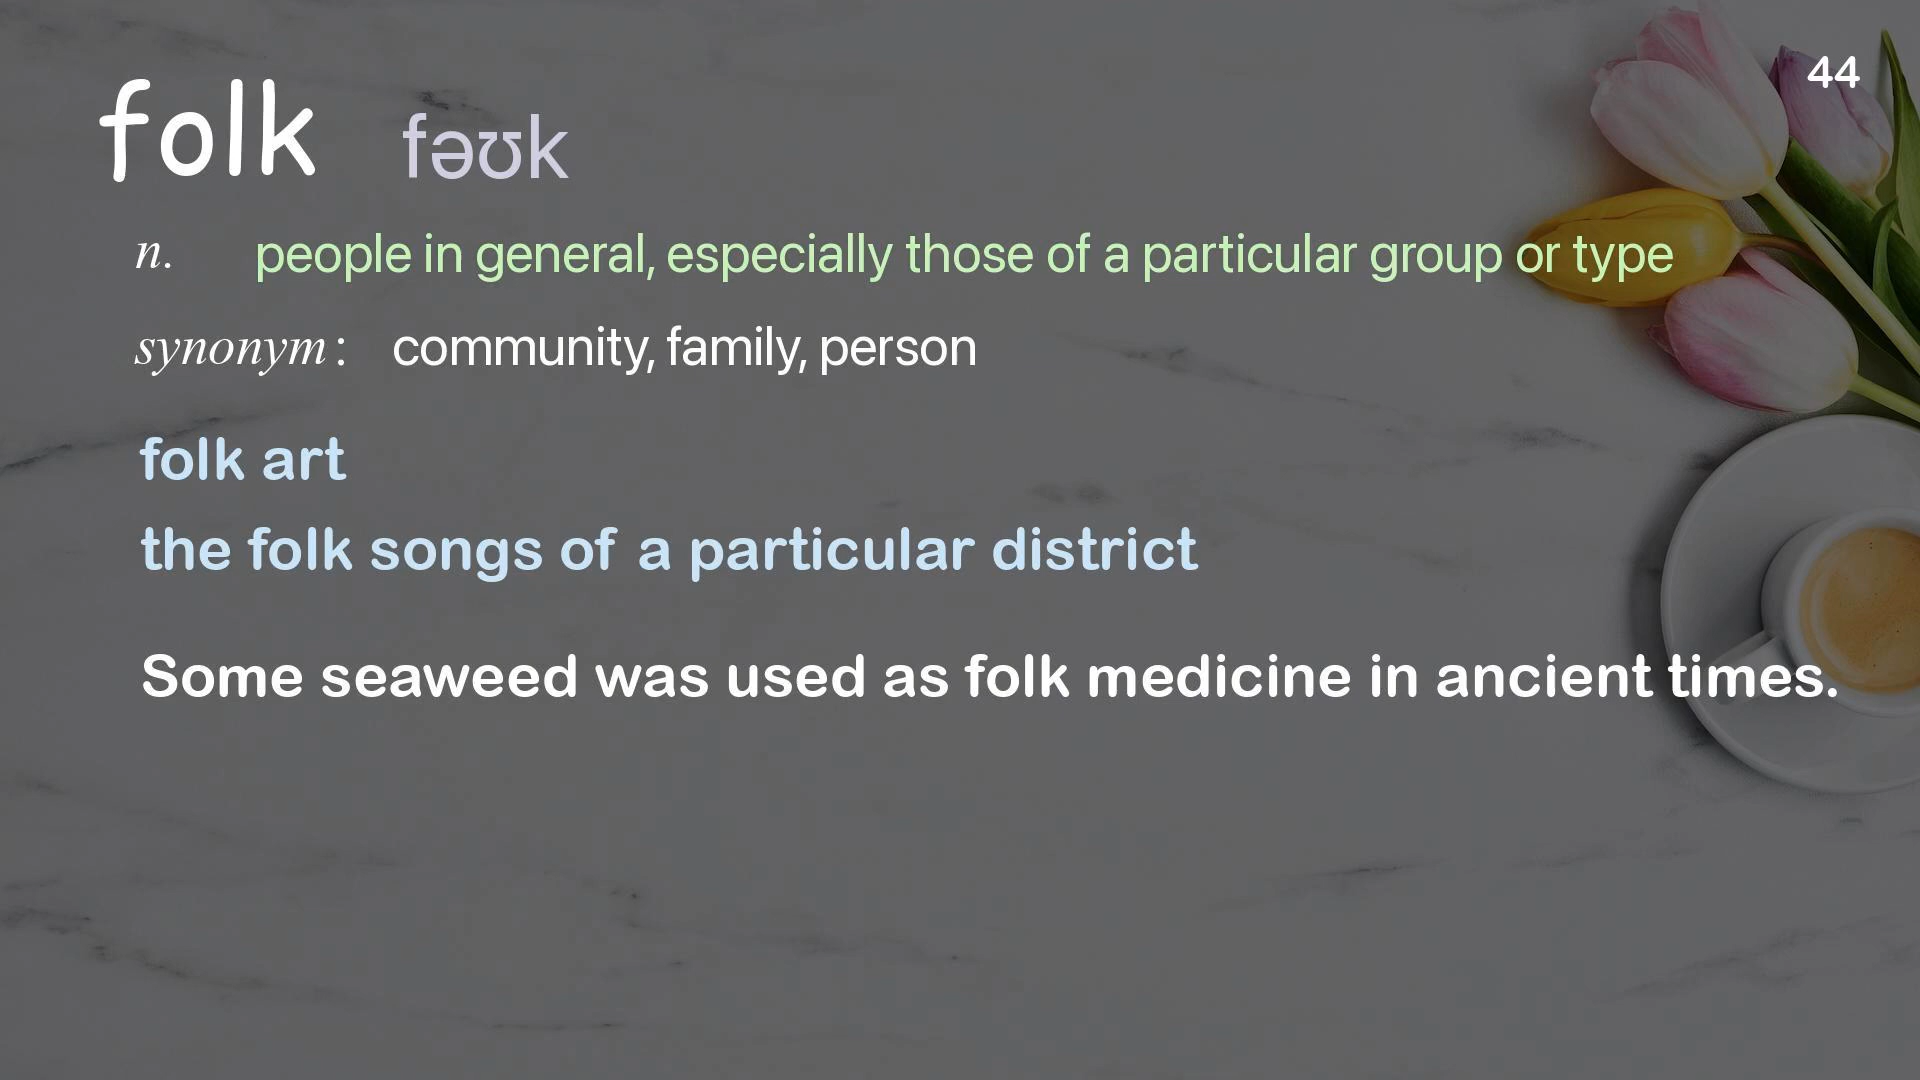 44
folk fəʊk
n. people in general, especially those of a particular group or type
synonym: community, family, person
folk art
the folk songs of a particular district
Some seaweed was used as folk medicine in ancient times.